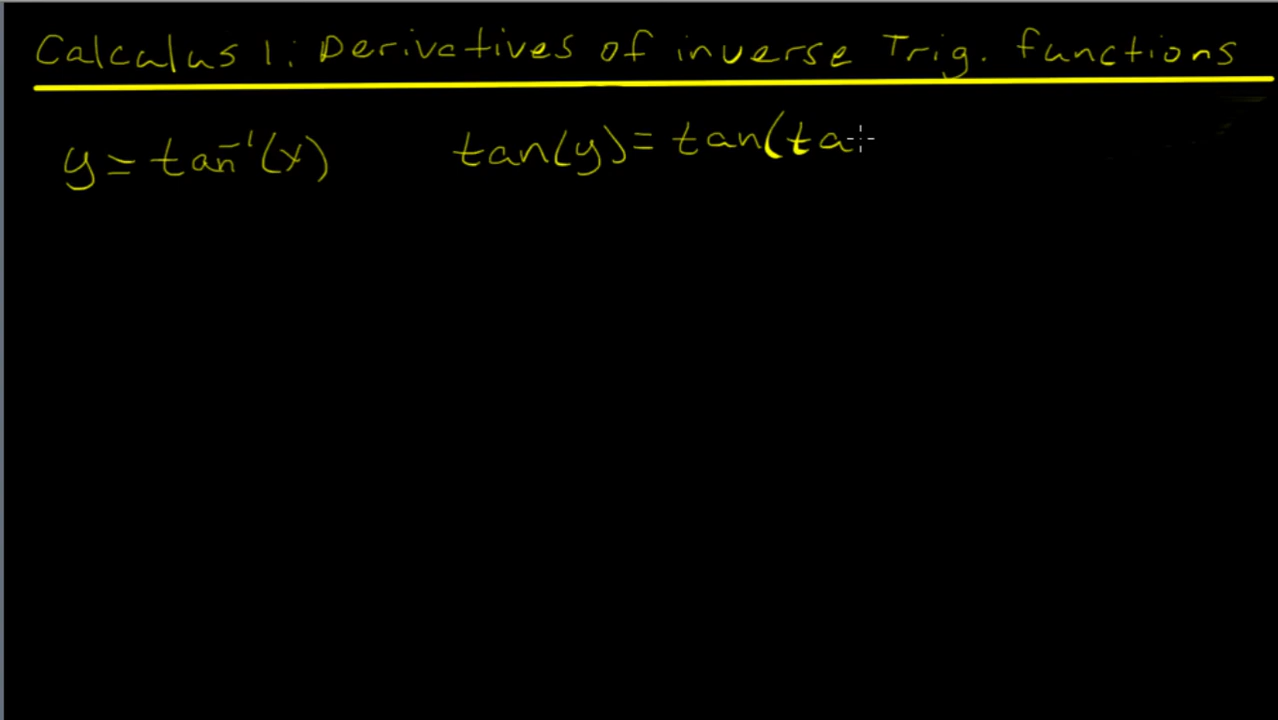 Calculus 1: Derivatives of inverse Trig. functions
y = tan⁻¹(x) tan(y) = tan(ta